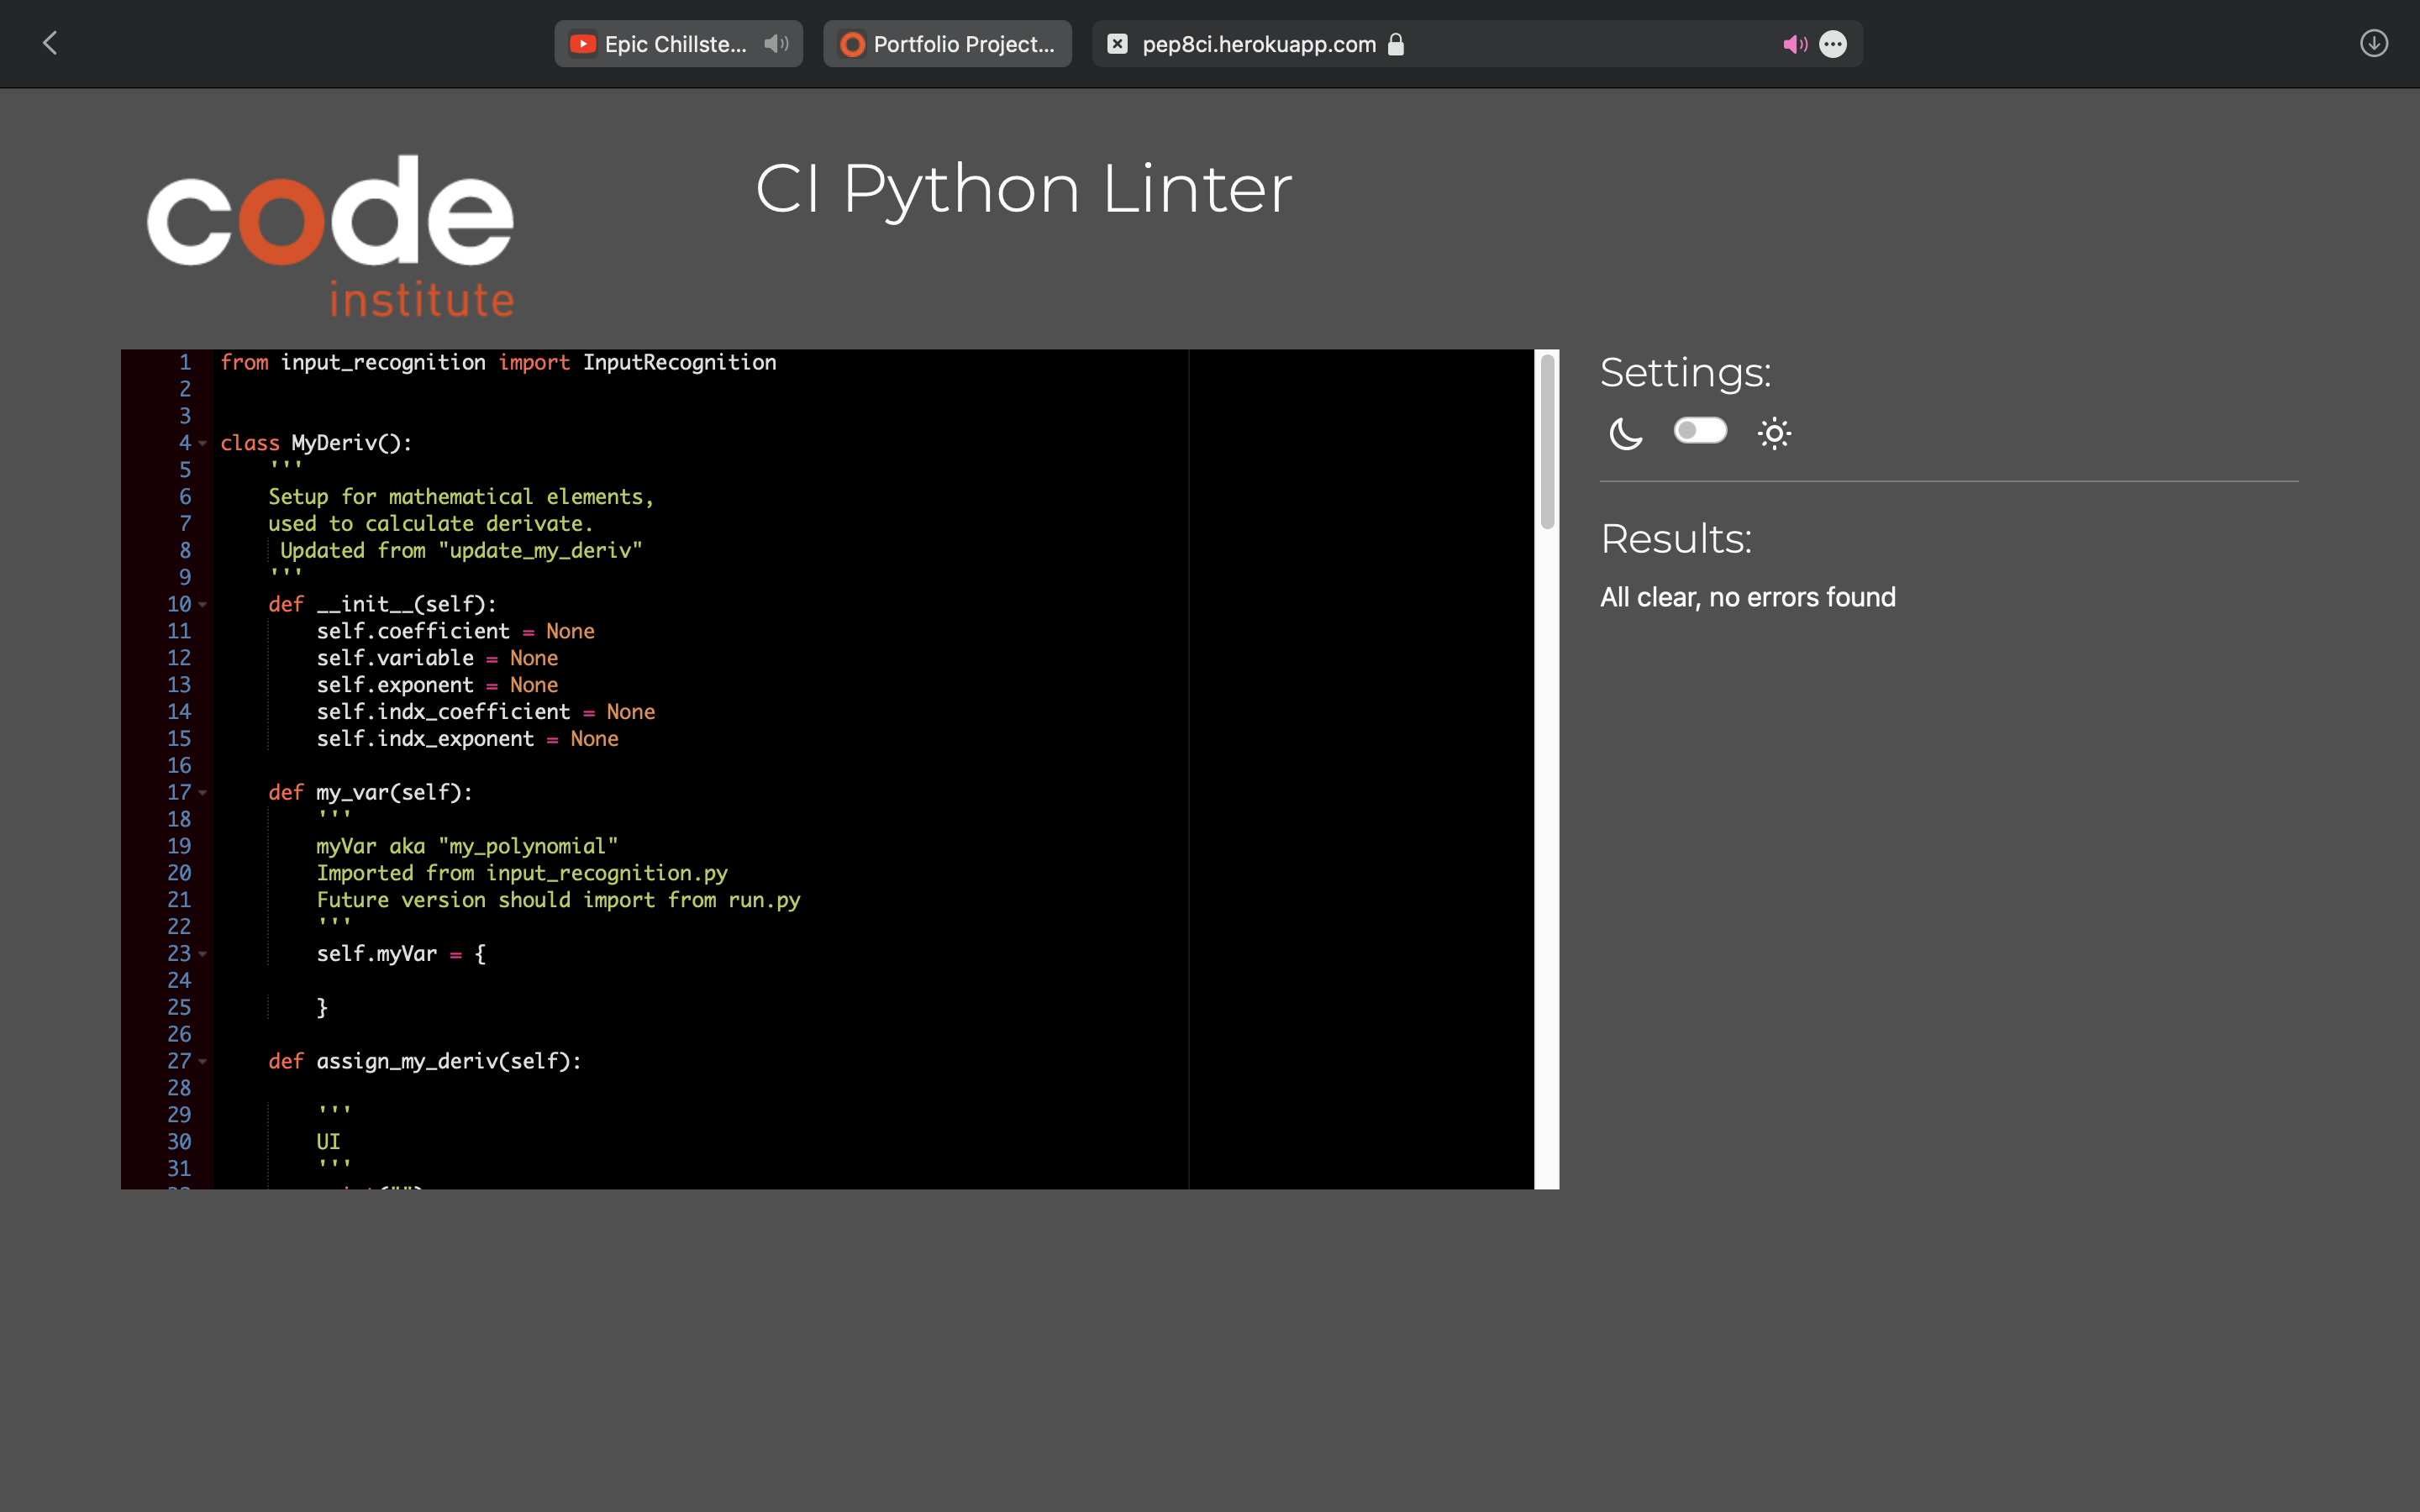 Epic Chillste...
Portfolio Project...
pep8ci.herokuapp.com
code
institute
CI Python Linter
1 from input_recognition import InputRecognition
2
3
4 class MyDeriv():
5     '''
6     Setup for mathematical elements,
7     used to calculate derivate.
8      Updated from "update_my_deriv"
9     '''
10     def __init__(self):
11         self.coefficient = None
12         self.variable = None
13         self.exponent = None
14         self.indx_coefficient = None
15         self.indx_exponent = None
16
17     def my_var(self):
18         '''
19         myVar aka "my_polynomial"
20         Imported from input_recognition.py
21         Future version should import from run.py
22         '''
23         self.myVar = {
24
25         }
26
27     def assign_my_deriv(self):
28
29         '''
30         UI
31         '''
Settings:
Results:
All clear, no errors found